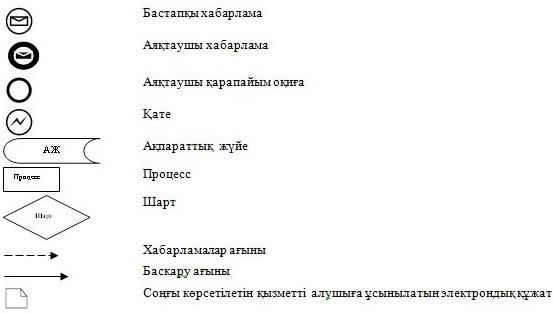 Бастапқы хабарлама
Аяқтаушы хабарлама
Аяқтаушы қарапайым оқиға
Қате
АЖ Ақпараттық жүйе
Процесс Процесс
Шарт Шарт
Хабарламалар ағыны
Басқару ағыны
Соңғы көрсетілетін қызметті алушыға ұсынылатын электрондық құжат